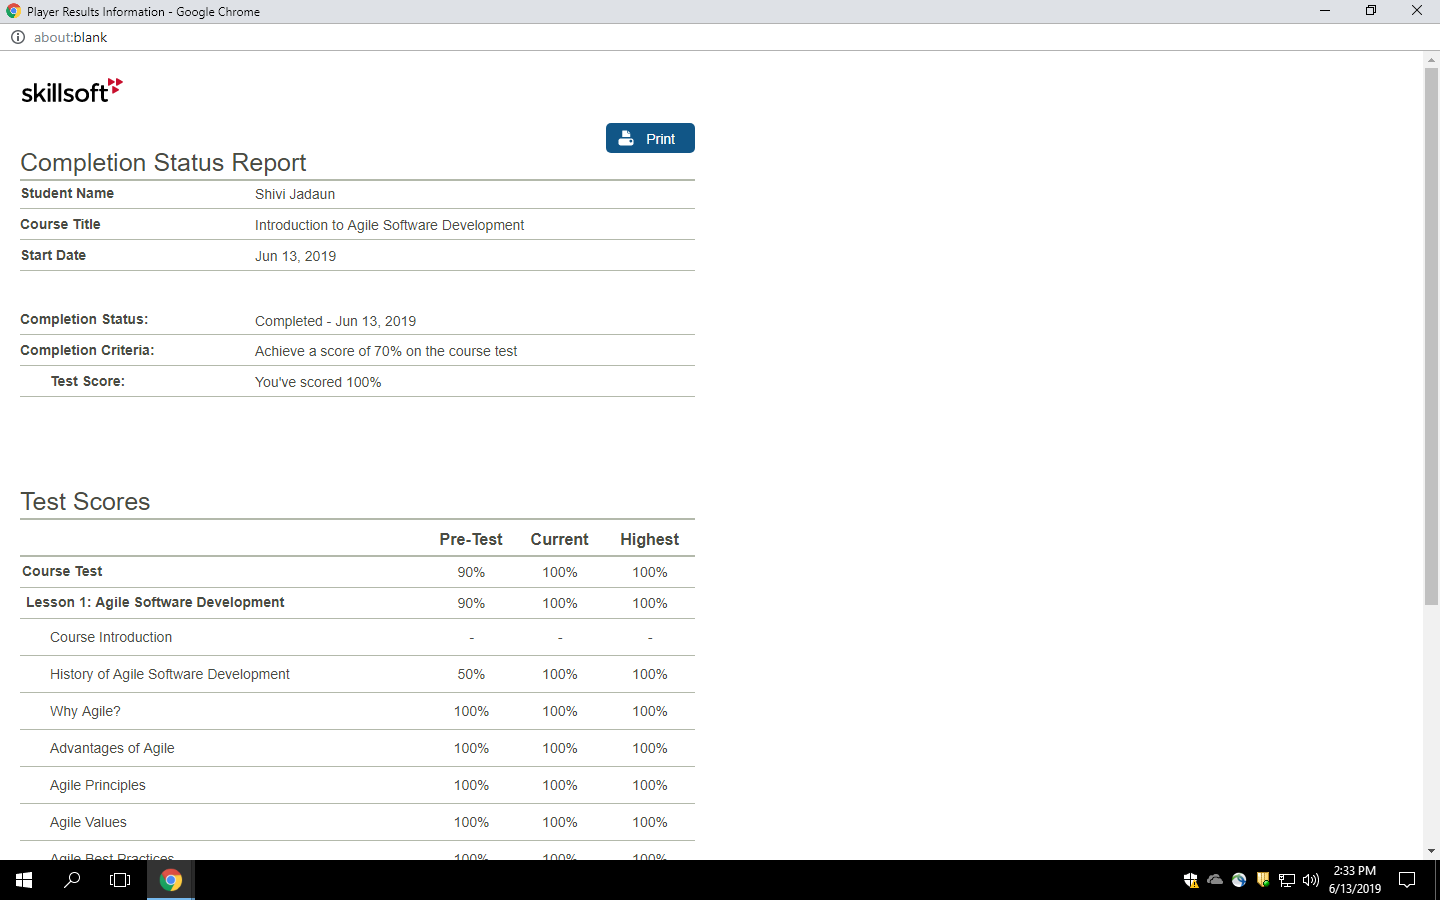 Player Results Information - Google Chrome
about:blank
skillsoft
Print
Completion Status Report
Student Name Shivi Jadaun
Course Title Introduction to Agile Software Development
Start Date Jun 13, 2019
Completion Status: Completed - Jun 13, 2019
Completion Criteria: Achieve a score of 70% on the course test
Test Score: You've scored 100%
Test Scores
Pre-Test Current Highest
Course Test 90% 100% 100%
Lesson 1: Agile Software Development 90% 100% 100%
Course Introduction - - -
History of Agile Software Development 50% 100% 100%
Why Agile? 100% 100% 100%
Advantages of Agile 100% 100% 100%
Agile Principles 100% 100% 100%
Agile Values 100% 100% 100%
Agile Best Practices 100% 100% 100%
2:33 PM
6/13/2019